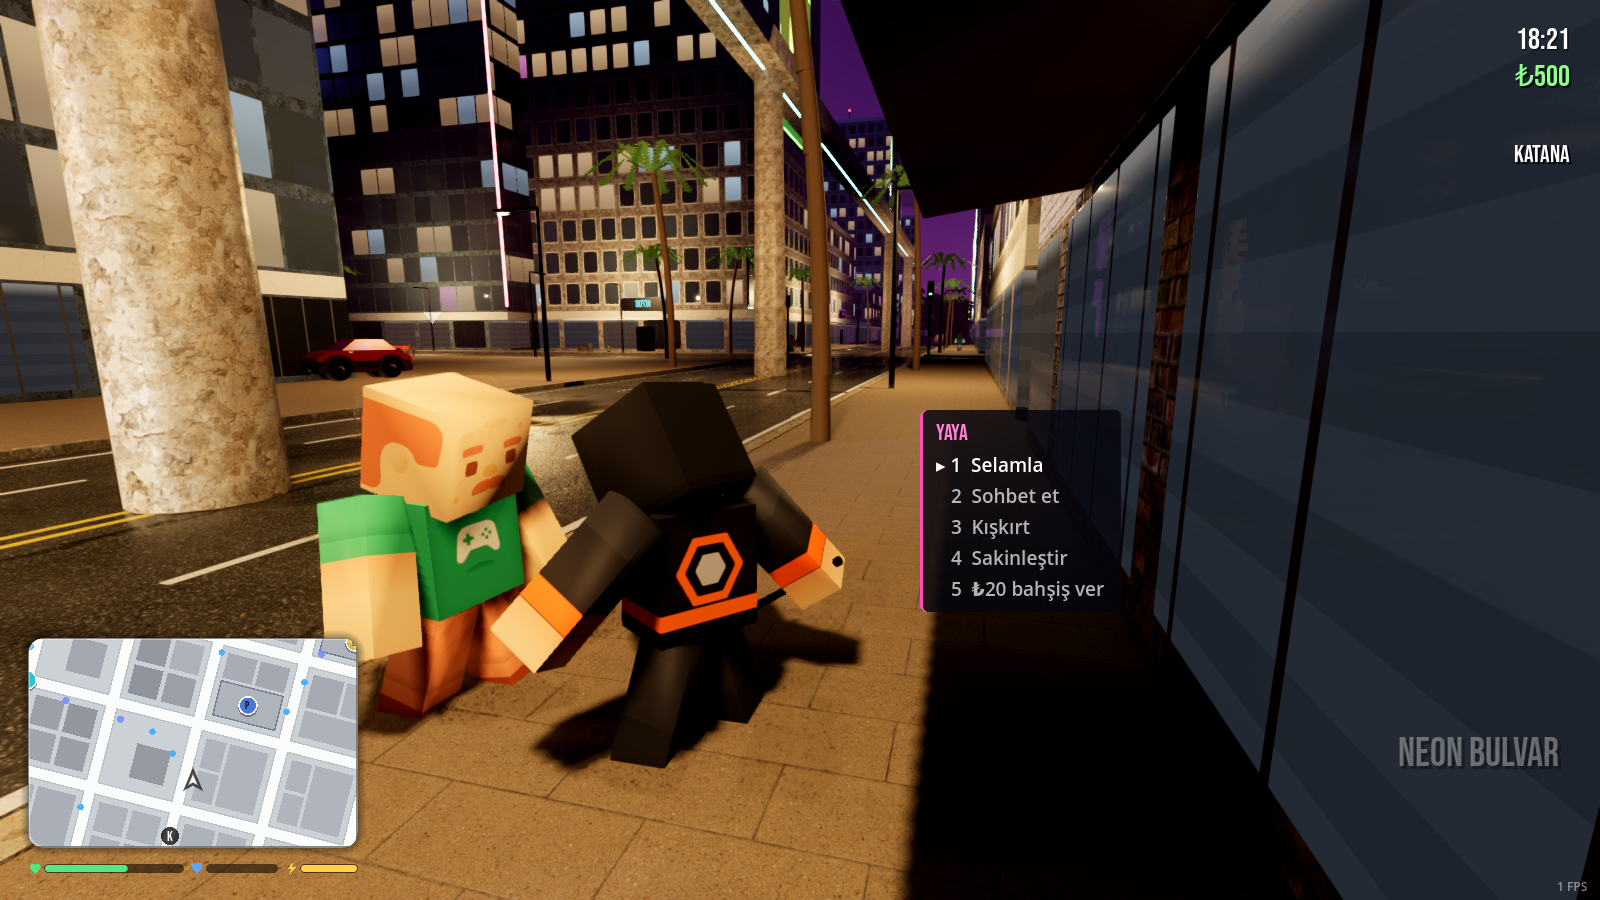 18:21
₺500
KATANA
YAYA
▸ 1 Selamla
2 Sohbet et
3 Kışkırt
4 Sakinleştir
5 ₺20 bahşiş ver
P
K
NEON BULVAR
1 FPS